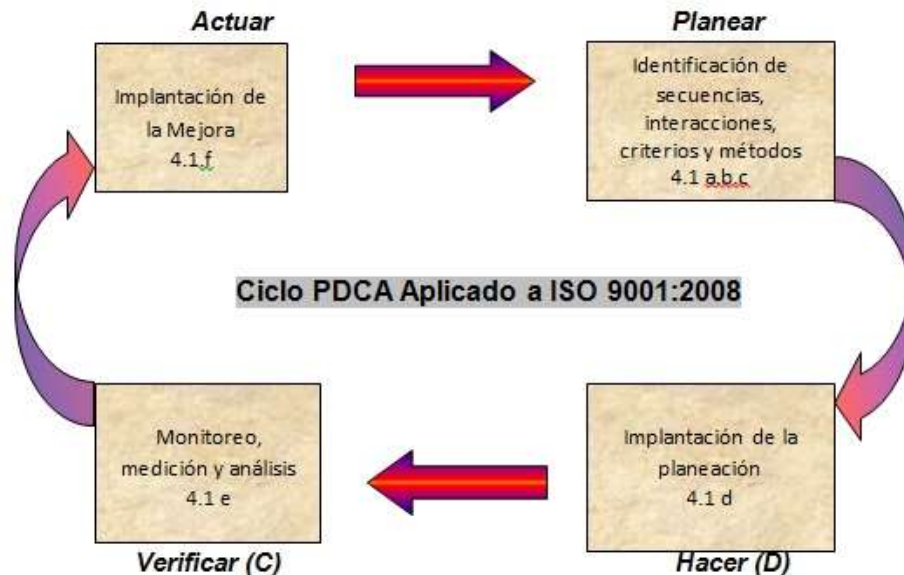 Actuar
Planear
Implantación de
la Mejora
4.1.f
Identificación de
secuencias,
interacciones,
criterios y métodos
4.1 a.b.c
Ciclo PDCA Aplicado a ISO 9001:2008
Monitoreo,
medición y análisis
4.1 e
Implantación de la
planeación
4.1 d
Verificar (C)
Hacer (D)